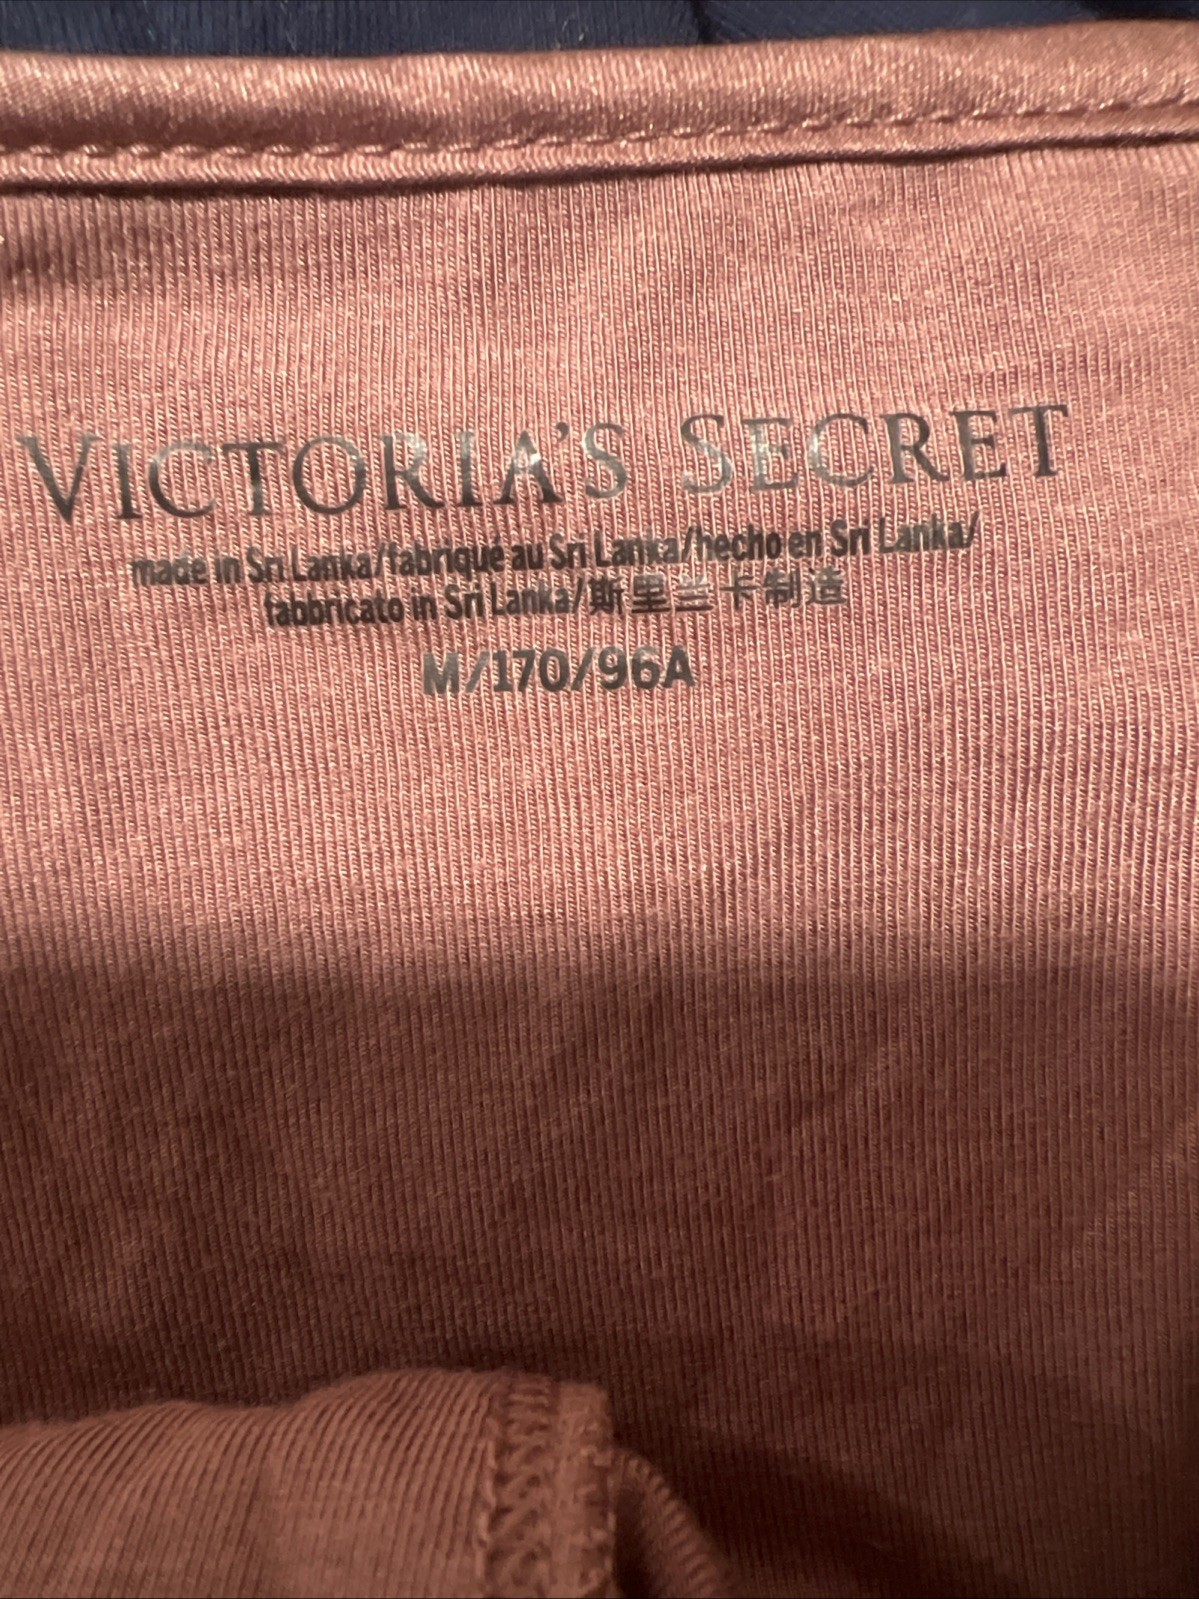 VICTORIA'S SECRET
made in Sri Lanka/fabriqué au Sri Lanka/hecho en Sri Lanka/
fabbricato in Sri Lanka/斯里兰卡制造
M/170/96A